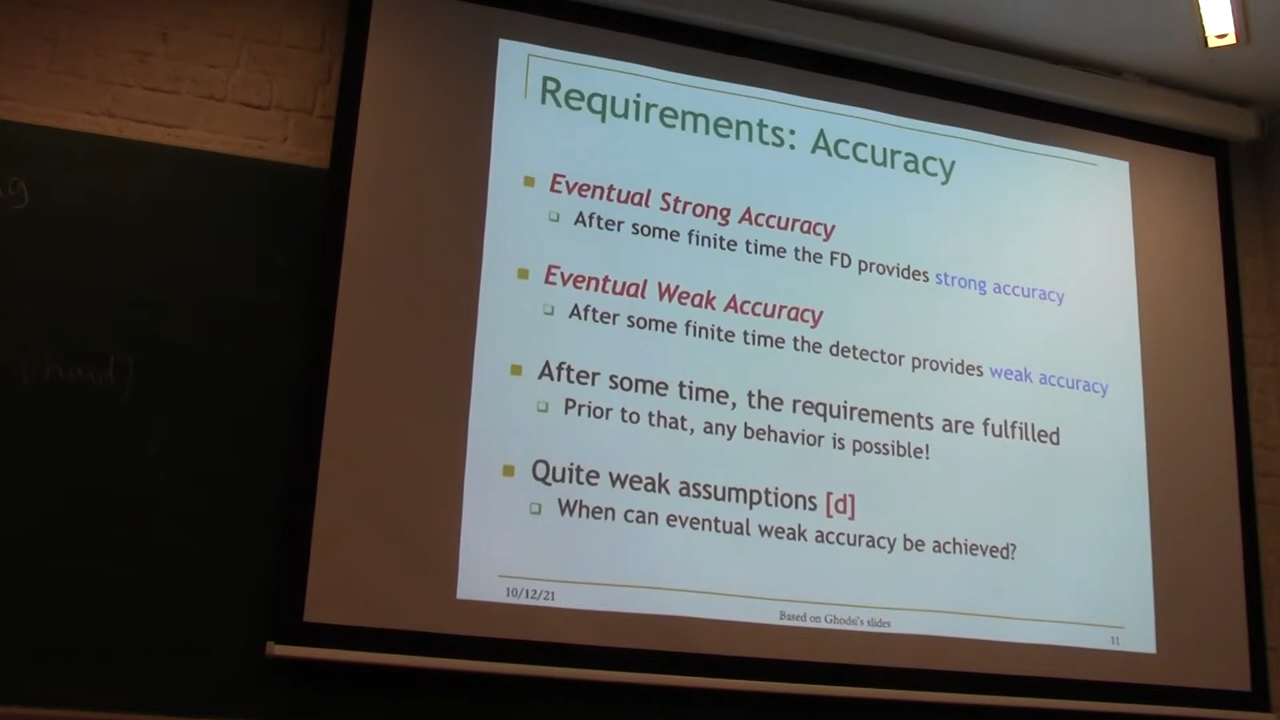 Requirements: Accuracy
Eventual Strong Accuracy
After some finite time the FD provides strong accuracy
Eventual Weak Accuracy
After some finite time the detector provides weak accuracy
After some time, the requirements are fulfilled
Prior to that, any behavior is possible!
Quite weak assumptions [d]
When can eventual weak accuracy be achieved?
10/12/21
Based on Ghodsi's slides
11